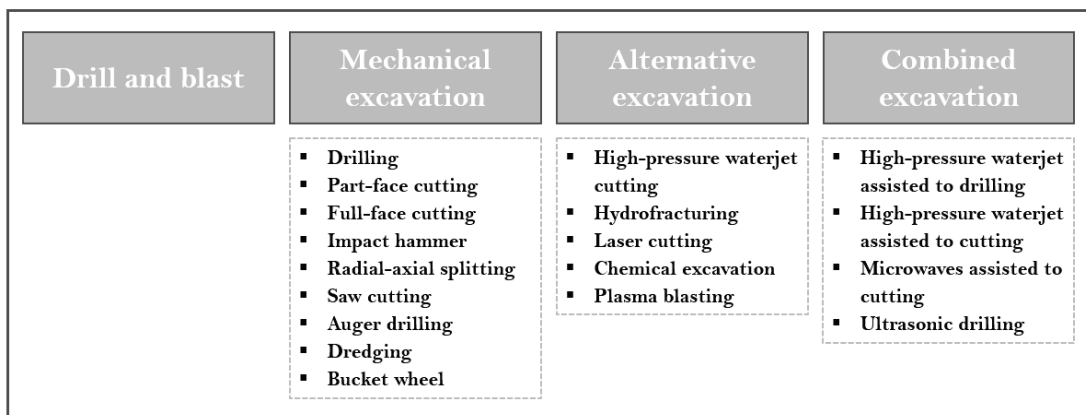 Drill and blast
Mechanical
excavation
▪ Drilling
▪ Part-face cutting
▪ Full-face cutting
▪ Impact hammer
▪ Radial-axial splitting
▪ Saw cutting
▪ Auger drilling
▪ Dredging
▪ Bucket wheel
Alternative
excavation
▪ High-pressure waterjet
cutting
▪ Hydrofracturing
▪ Laser cutting
▪ Chemical excavation
▪ Plasma blasting
Combined
excavation
▪ High-pressure waterjet
assisted to drilling
▪ High-pressure waterjet
assisted to cutting
▪ Microwaves assisted to
cutting
▪ Ultrasonic drilling